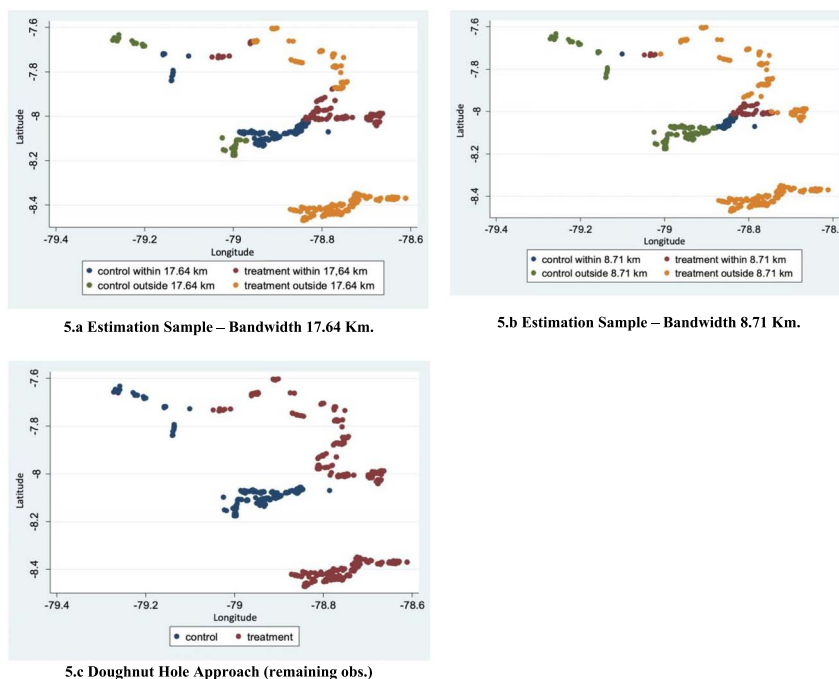 -7.6
-7.8
-8
-8.2
-8.4
Latitude
-79.4 -79.2 -79 -78.8 -78.6
Longitude
control within 17.64 km treatment within 17,64 km
control outside 17.64 km treatment outside 17.64 km
5.a Estimation Sample – Bandwidth 17.64 Km.
-7.6
-7.8
-8
-8.2
-8.4
Latitude
-79.4 -79.2 -79 -78.8 -78.
Longitude
control within 8.71 km treatment within 8.71 km
control outside 8.71 km treatment outside 8.71 km
5.b Estimation Sample – Bandwidth 8.71 Km.
-7.6
-7.8
-8
-8.2
-8.4
Latitude
-79.4 -79.2 -79 -78.8 -78.6
Longitude
control treatment
5.c Doughnut Hole Approach (remaining obs.)